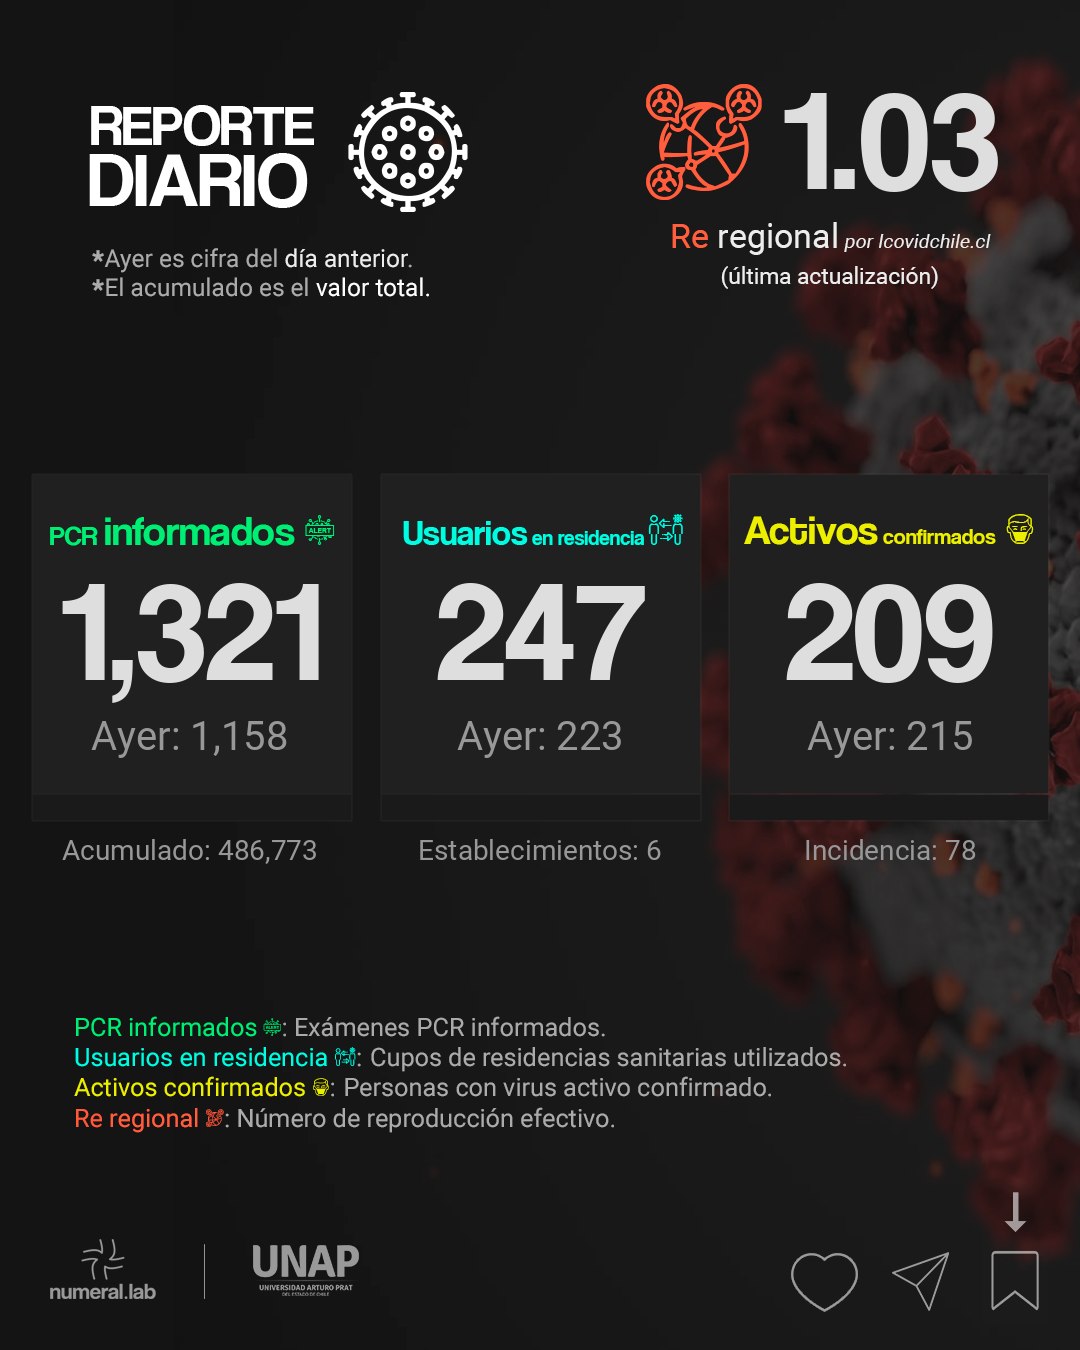 REPORTE
DIARIO
*Ayer es cifra del día anterior.
*El acumulado es el valor total.
1.03
Re regional por Icovidchile.cl
(última actualización)
PCR informados ALERT
1,321
Ayer: 1,158
Acumulado: 486,773
Usuarios en residencia
247
Ayer: 223
Establecimientos: 6
Activos confirmados
209
Ayer: 215
Incidencia: 78
PCR informados ALERT: Exámenes PCR informados.
Usuarios en residencia : Cupos de residencias sanitarias utilizados.
Activos confirmados : Personas con virus activo confirmado.
Re regional : Número de reproducción efectivo.
numeral.lab
UNAP
UNIVERSIDAD ARTURO PRAT
DEL ESTADO DE CHILE